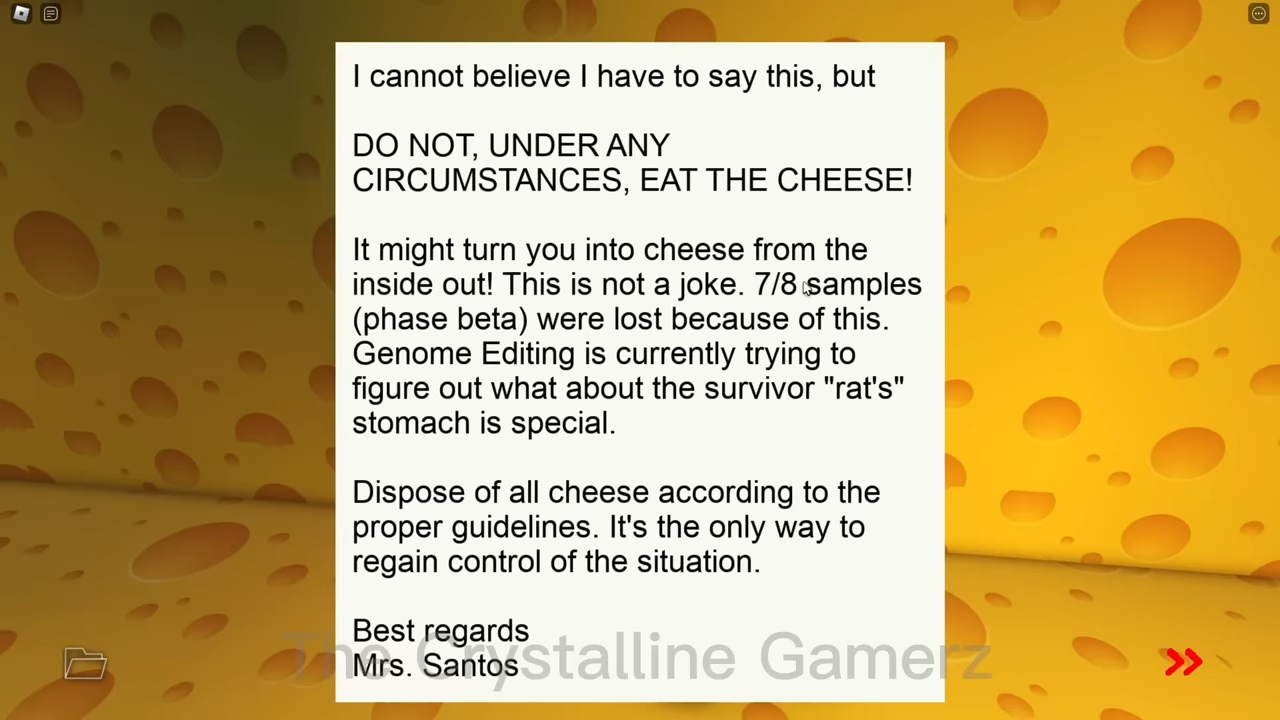 I cannot believe I have to say this, but
DO NOT, UNDER ANY
CIRCUMSTANCES, EAT THE CHEESE!
It might turn you into cheese from the
inside out! This is not a joke. 7/8 samples
(phase beta) were lost because of this.
Genome Editing is currently trying to
figure out what about the survivor "rat's"
stomach is special.
Dispose of all cheese according to the
proper guidelines. It's the only way to
regain control of the situation.
Best regards
Mrs. Santos
The Crystalline Gamerz